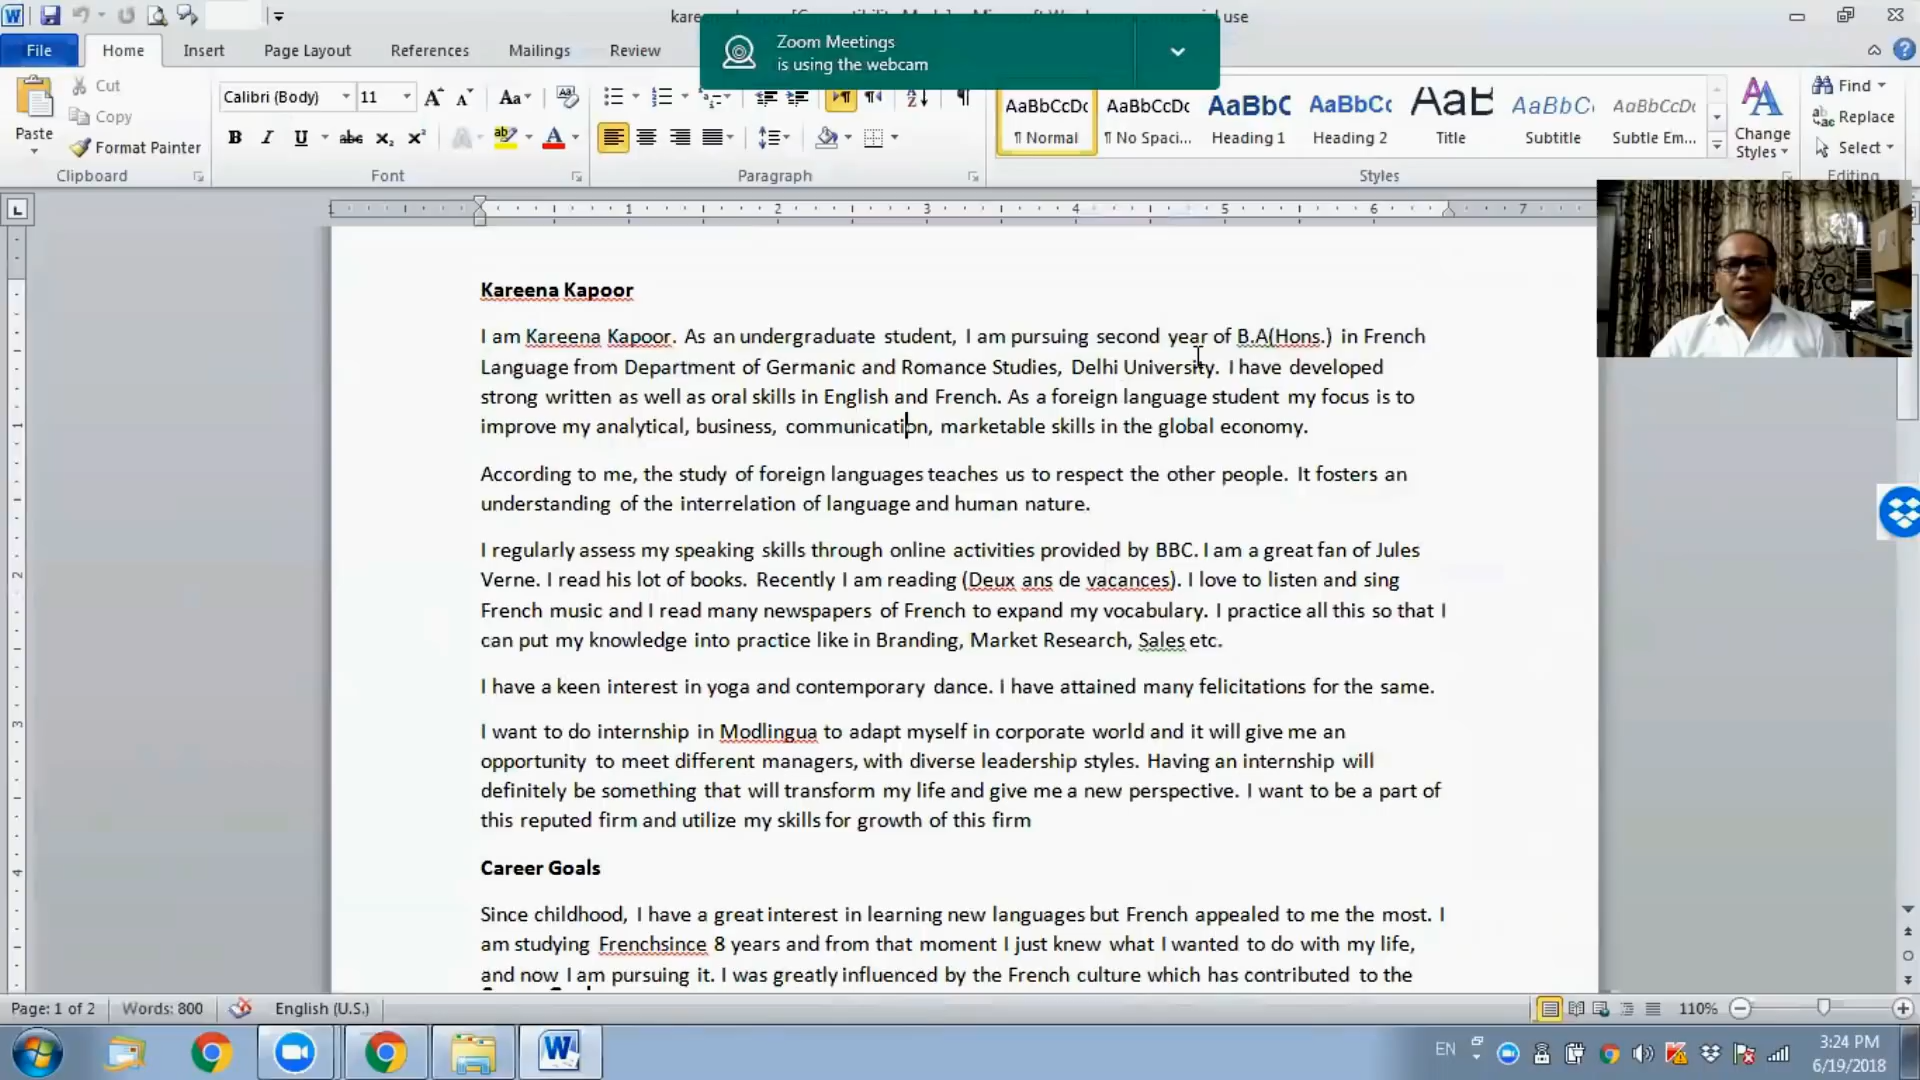 Zoom Meetings
is using the webcam
File Home Insert Page Layout References Mailings Review
Paste
Cut
Copy
Format Painter
Clipboard
Calibri (Body) 11
Font
Paragraph
AaBbCcDc AaBbCcDc AaBbC AaBbCc AaB AaBbCc. AaBbCcDc
¶ Normal ¶ No Spaci... Heading 1 Heading 2 Title Subtitle Subtle Em...
Change
Styles
Styles
Find
Replace
Select
Editing
1 1 2 3 4 5 6 7
Kareena Kapoor
I am Kareena Kapoor. As an undergraduate student, I am pursuing second year of B.A(Hons.) in French
Language from Department of Germanic and Romance Studies, Delhi University. I have developed
strong written as well as oral skills in English and French. As a foreign language student my focus is to
improve my analytical, business, communication, marketable skills in the global economy.
According to me, the study of foreign languages teaches us to respect the other people. It fosters an
understanding of the interrelation of language and human nature.
I regularly assess my speaking skills through online activities provided by BBC. I am a great fan of Jules
Verne. I read his lot of books. Recently I am reading (Deux ans de vacances). I love to listen and sing
French music and I read many newspapers of French to expand my vocabulary. I practice all this so that I
can put my knowledge into practice like in Branding, Market Research, Sales etc.
I have a keen interest in yoga and contemporary dance. I have attained many felicitations for the same.
I want to do internship in Modlingua to adapt myself in corporate world and it will give me an
opportunity to meet different managers, with diverse leadership styles. Having an internship will
definitely be something that will transform my life and give me a new perspective. I want to be a part of
this reputed firm and utilize my skills for growth of this firm
Career Goals
Since childhood, I have a great interest in learning new languages but French appealed to me the most. I
am studying Frenchsince 8 years and from that moment I just knew what I wanted to do with my life,
and now I am pursuing it. I was greatly influenced by the French culture which has contributed to the
Page: 1 of 2 Words: 800 English (U.S.) 110%
EN
3:24 PM
6/19/2018